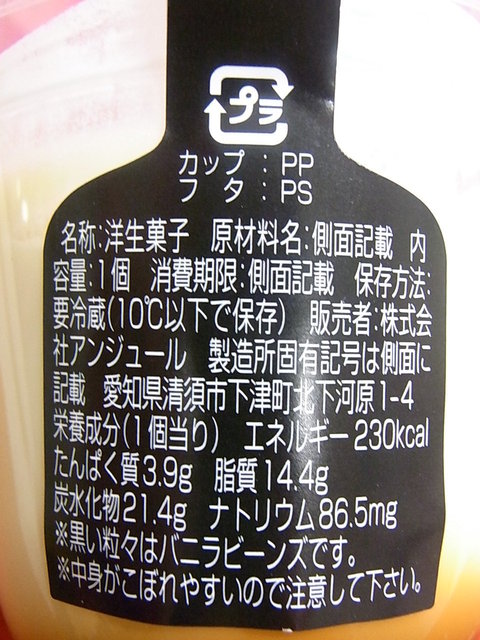 プラ
カップ : PP
フタ : PS
名称:洋生菓子 原材料名:側面記載 内
容量:1個 消費期限:側面記載 保存方法:
要冷蔵(10℃以下で保存) 販売者:株式会
社アンジュール 製造所固有記号は側面に
記載 愛知県清須市下津町北下河原1-4
栄養成分(1個当り) エネルギー230kcal
たんぱく質3.9g 脂質14.4g
炭水化物21.4g ナトリウム86.5mg
※黒い粒々はバニラビーンズです。
※中身がこぼれやすいので注意して下さい。